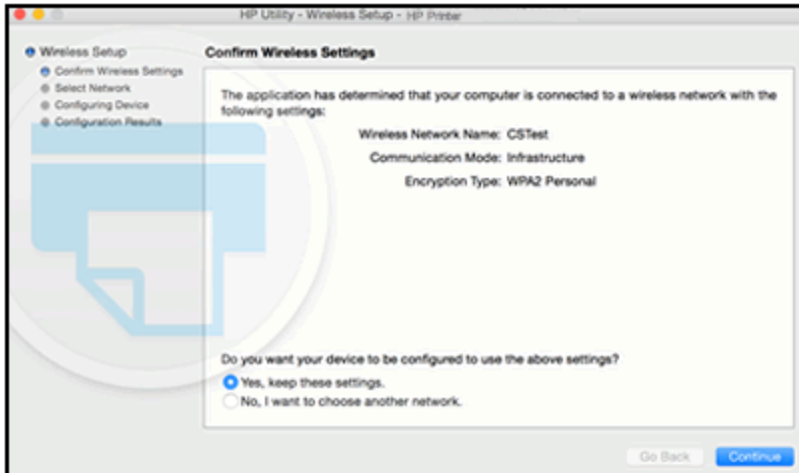 HP Utility - Wireless Setup - HP Printer
Wireless Setup
Confirm Wireless Settings
Select Network
Configuring Device
Configuration Results
Confirm Wireless Settings
The application has determined that your computer is connected to a wireless network with the
following settings:
Wireless Network Name: CSTest
Communication Mode: Infrastructure
Encryption Type: WPA2 Personal
Do you want your device to be configured to use the above settings?
Yes, keep these settings.
No, I want to choose another network.
Go Back Continue